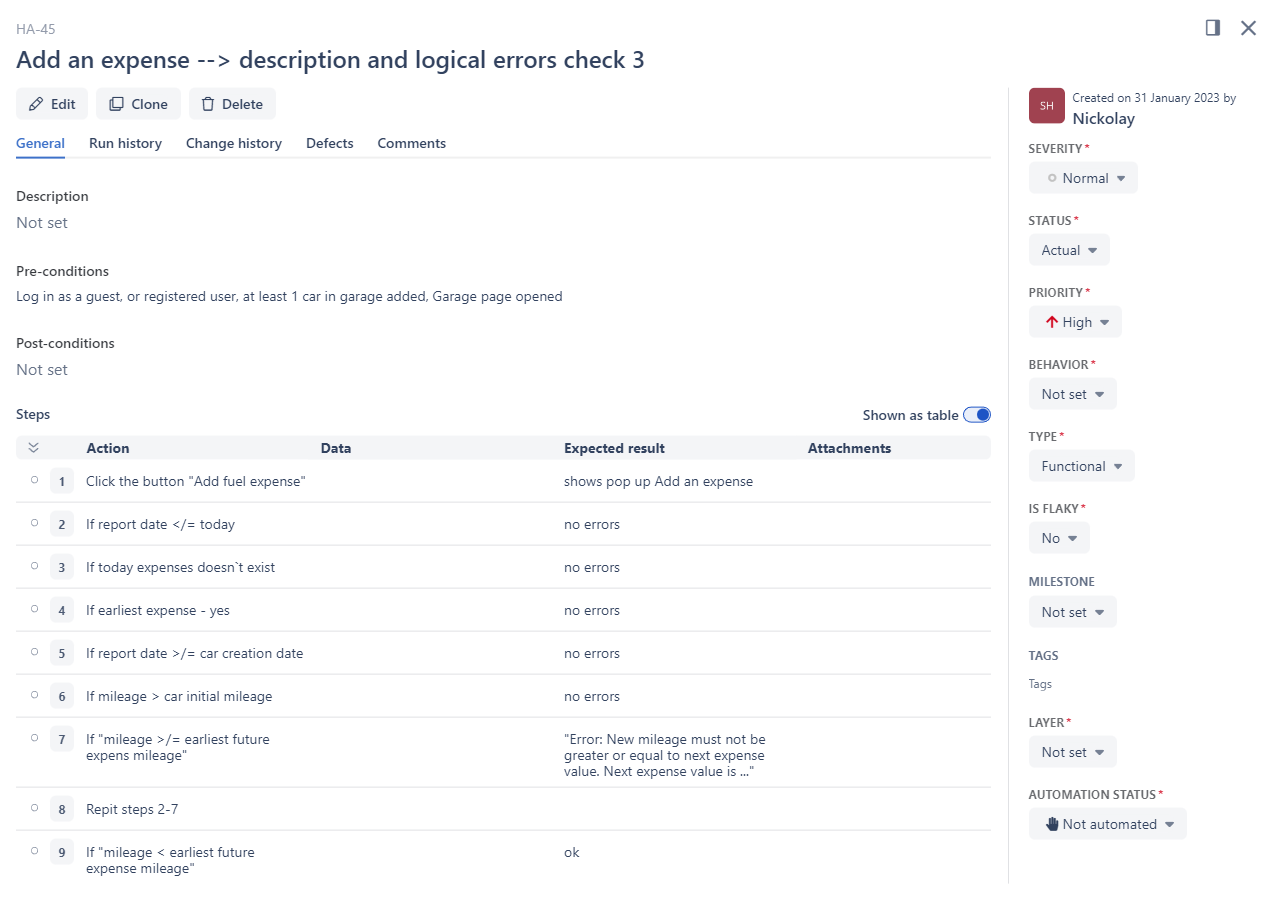 HA-45
Add an expense --> description and logical errors check 3
Edit
Clone
Delete
General
Run history
Change history
Defects
Comments
Description
Not set
Pre-conditions
Log in as a guest, or registered user, at least 1 car in garage added, Garage page opened
Post-conditions
Not set
Steps
Shown as table
Action Data Expected result Attachments
1 Click the button "Add fuel expense" shows pop up Add an expense
2 If report date </= today no errors
3 If today expenses doesn`t exist no errors
4 If earliest expense - yes no errors
5 If report date >/= car creation date no errors
6 If mileage > car initial mileage no errors
7 If "mileage >/= earliest future
expens mileage"
"Error: New mileage must not be
greater or equal to next expense
value. Next expense value is ..."
8 Repit steps 2-7
9 If "mileage < earliest future
expense mileage"
ok
SH
Created on 31 January 2023 by
Nickolay
SEVERITY*
Normal
STATUS*
Actual
PRIORITY*
High
BEHAVIOR*
Not set
TYPE*
Functional
IS FLAKY*
No
MILESTONE
Not set
TAGS
Tags
LAYER*
Not set
AUTOMATION STATUS*
Not automated